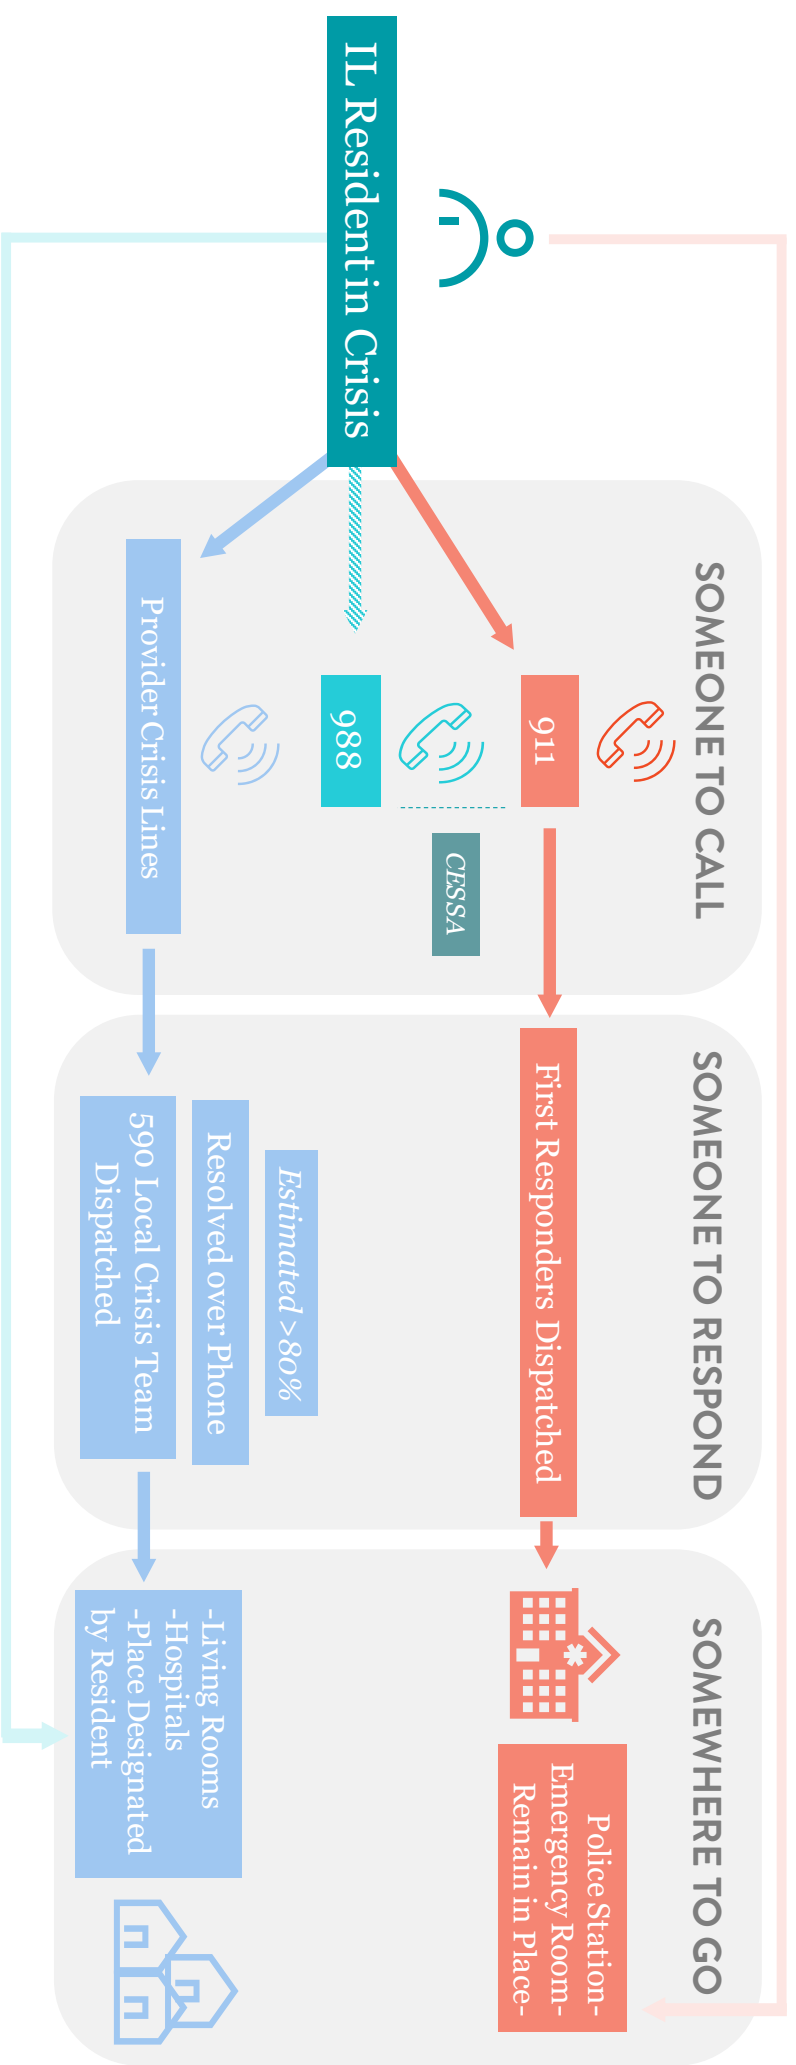 IL Resident in Crisis
SOMEONE TO CALL
911
CESSA
988
Provider Crisis Lines
SOMEONE TO RESPOND
First Responders Dispatched
Estimated >80%
Resolved over Phone
590 Local Crisis Team
Dispatched
SOMEWHERE TO GO
Police Station-
Emergency Room-
Remain in Place-
-Living Rooms
-Hospitals
-Place Designated
by Resident